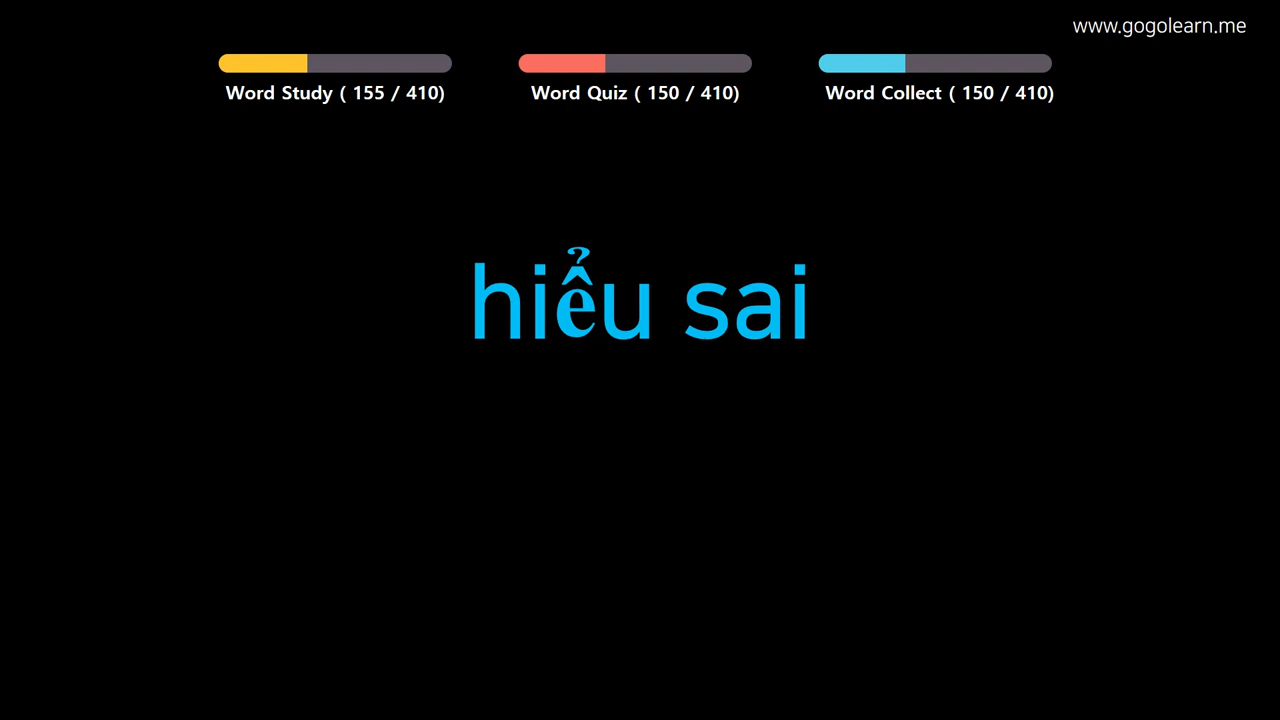 www.gogolearn.me
Word Study ( 155 / 410)
Word Quiz ( 150 / 410)
Word Collect ( 150 / 410)
hiểu sai